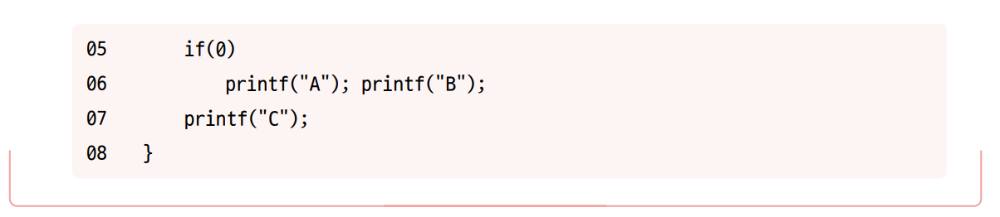 05 if(0)
06 printf("A"); printf("B");
07 printf("C");
08 }